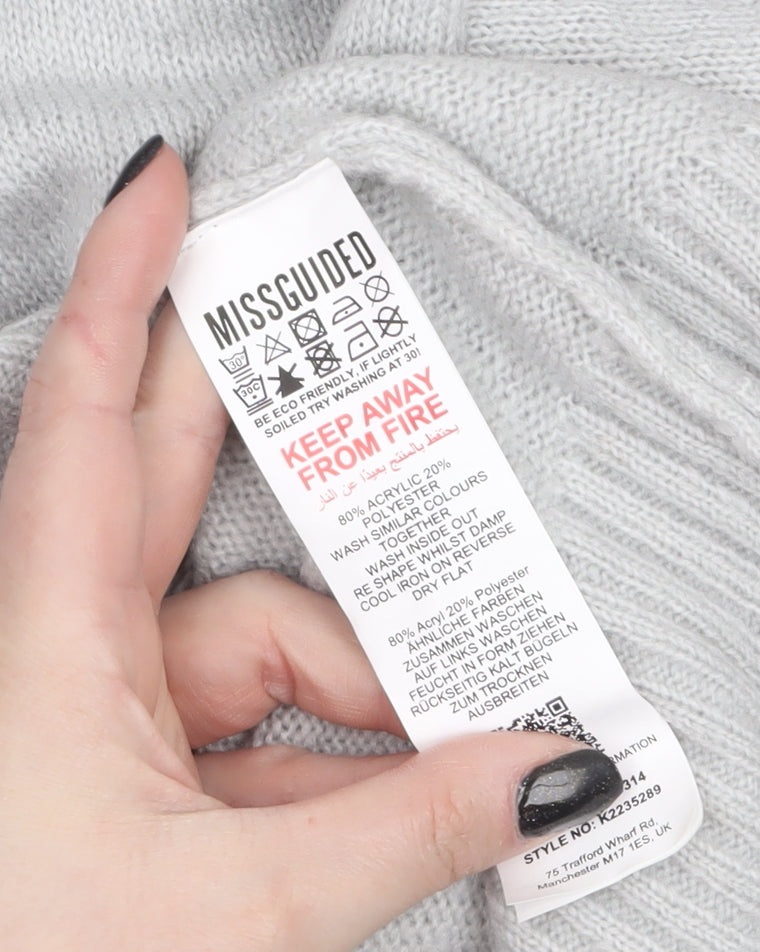 MISSGUIDED
30°
30C
BE ECO FRIENDLY, IF LIGHTLY
SOILED TRY WASHING AT 30!
KEEP AWAY
FROM FIRE
يحتفظ بالمنتج بعيدًا عن النار
80% ACRYLIC 20%
POLYESTER
WASH SIMILAR COLOURS
TOGETHER
WASH INSIDE OUT
RE SHAPE WHILST DAMP
COOL IRON ON REVERSE
DRY FLAT
80% Acryl 20% Polyester
ÄHNLICHE FARBEN
ZUSAMMEN WASCHEN
AUF LINKS WASCHEN
FEUCHT IN FORM ZIEHEN
RÜCKSEITIG KALT BÜGELN
ZUM TROCKNEN
AUSBREITEN
RMATION
314
STYLE NO: K2235289
75 Trafford Wharf Rd,
Manchester M17 1ES, UK